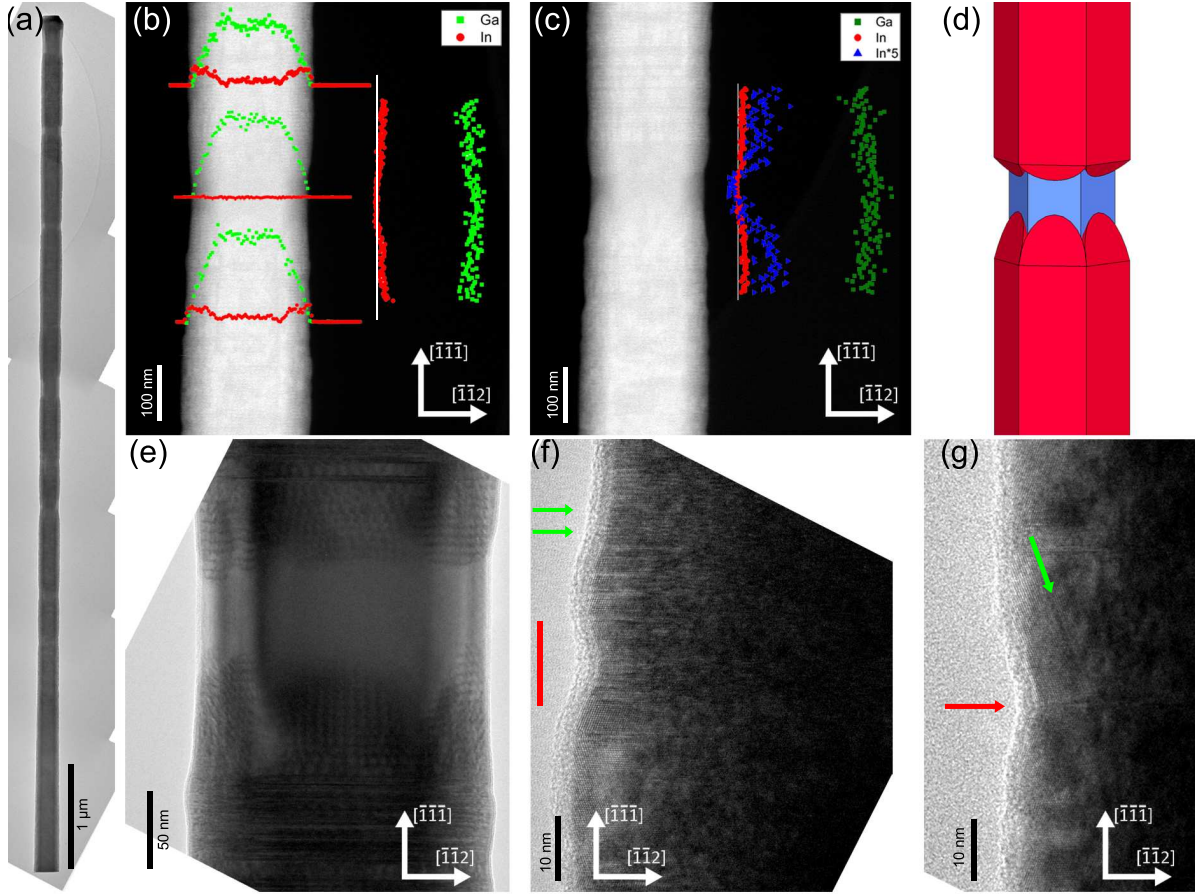 (a)
1 µm
(b)
Ga
In
100 nm
[1̅1̅1̅]
[1̅1̅2]
(c)
Ga
In
In*5
100 nm
[1̅1̅1̅]
[1̅1̅2]
(d)
(e)
50 nm
[1̅1̅1̅]
[1̅1̅2]
(f)
10 nm
[1̅1̅1̅]
[1̅1̅2]
(g)
10 nm
[1̅1̅1̅]
[1̅1̅2]